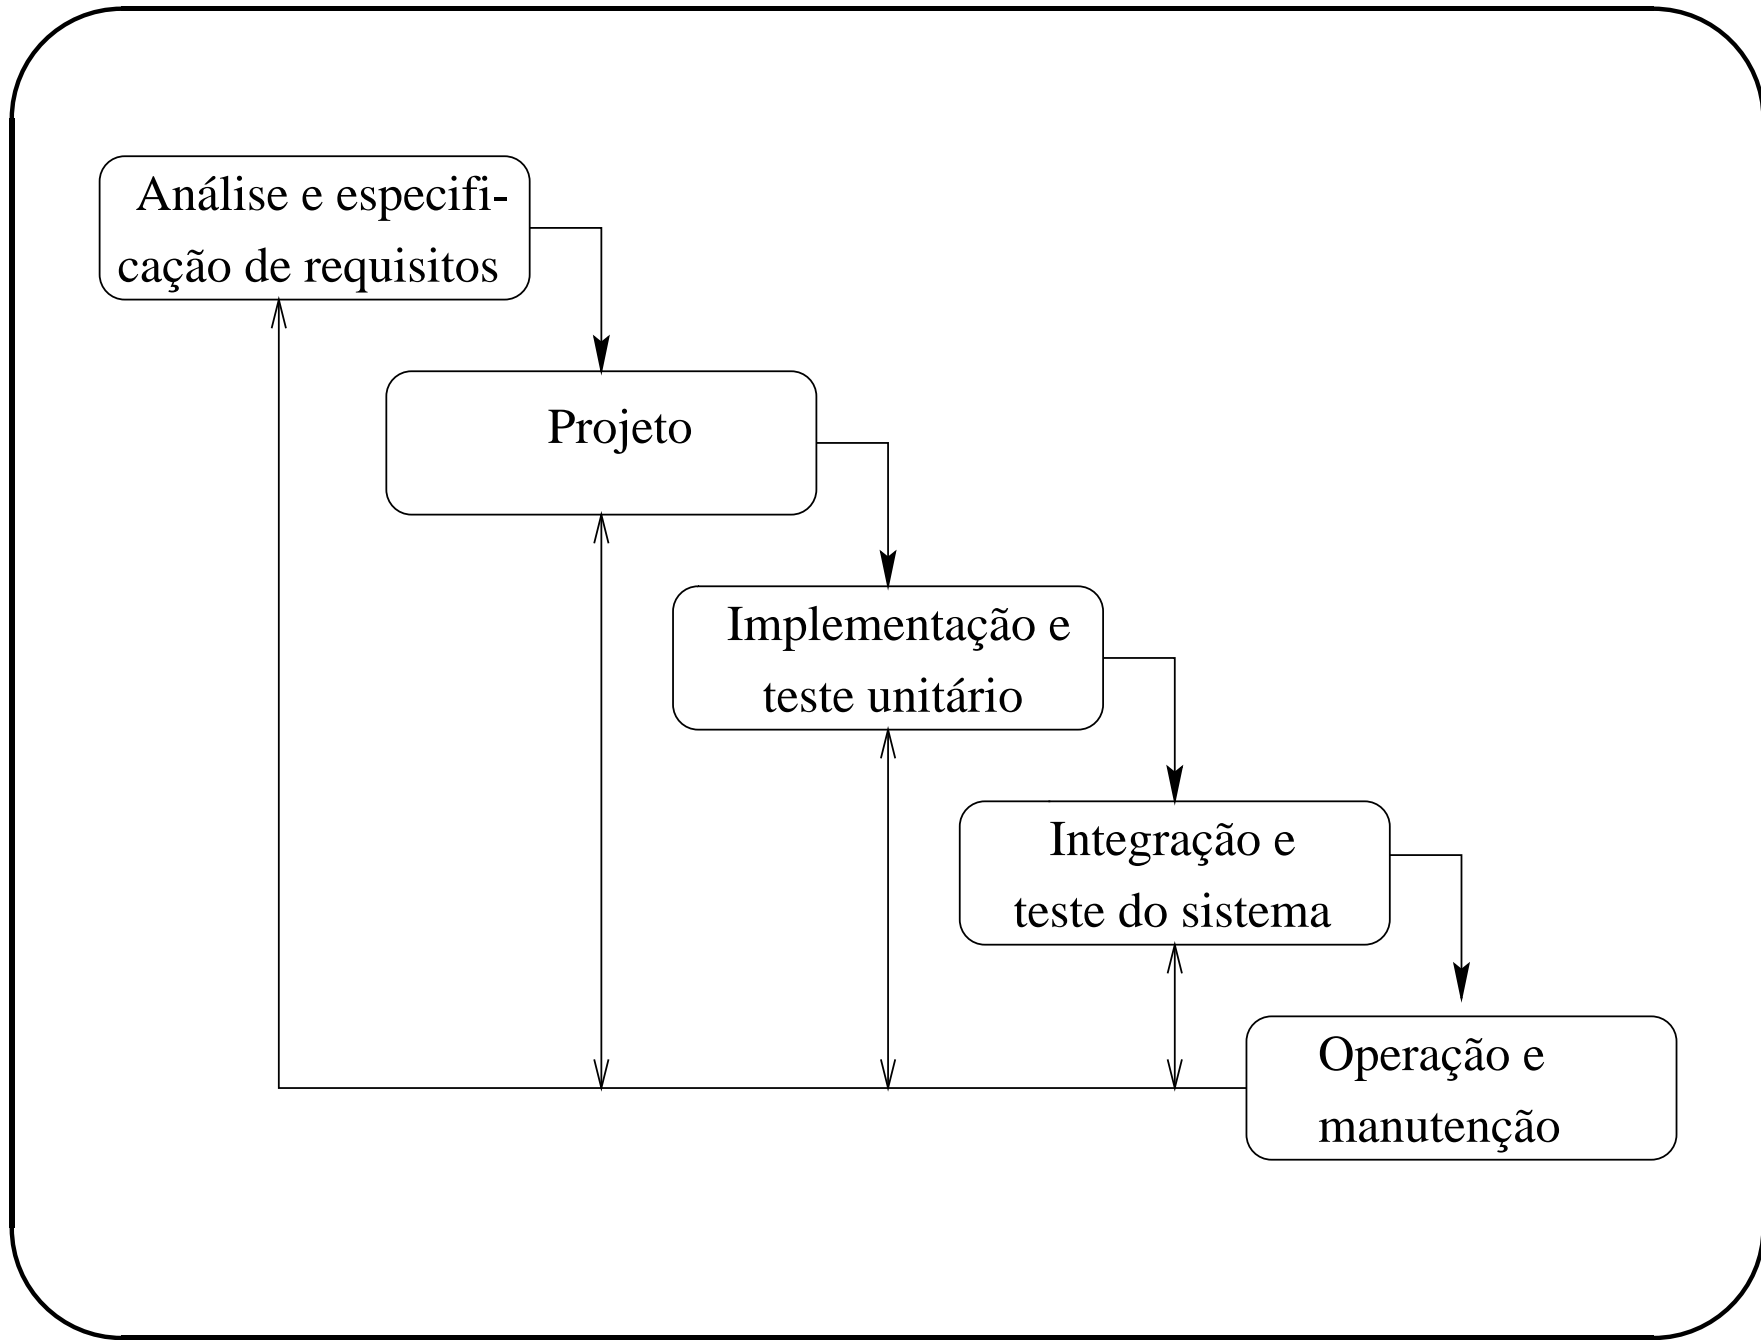 Análise e especifi-
cação de requisitos
Projeto
Implementação e
teste unitário
Integração e
teste do sistema
Operação e
manutenção